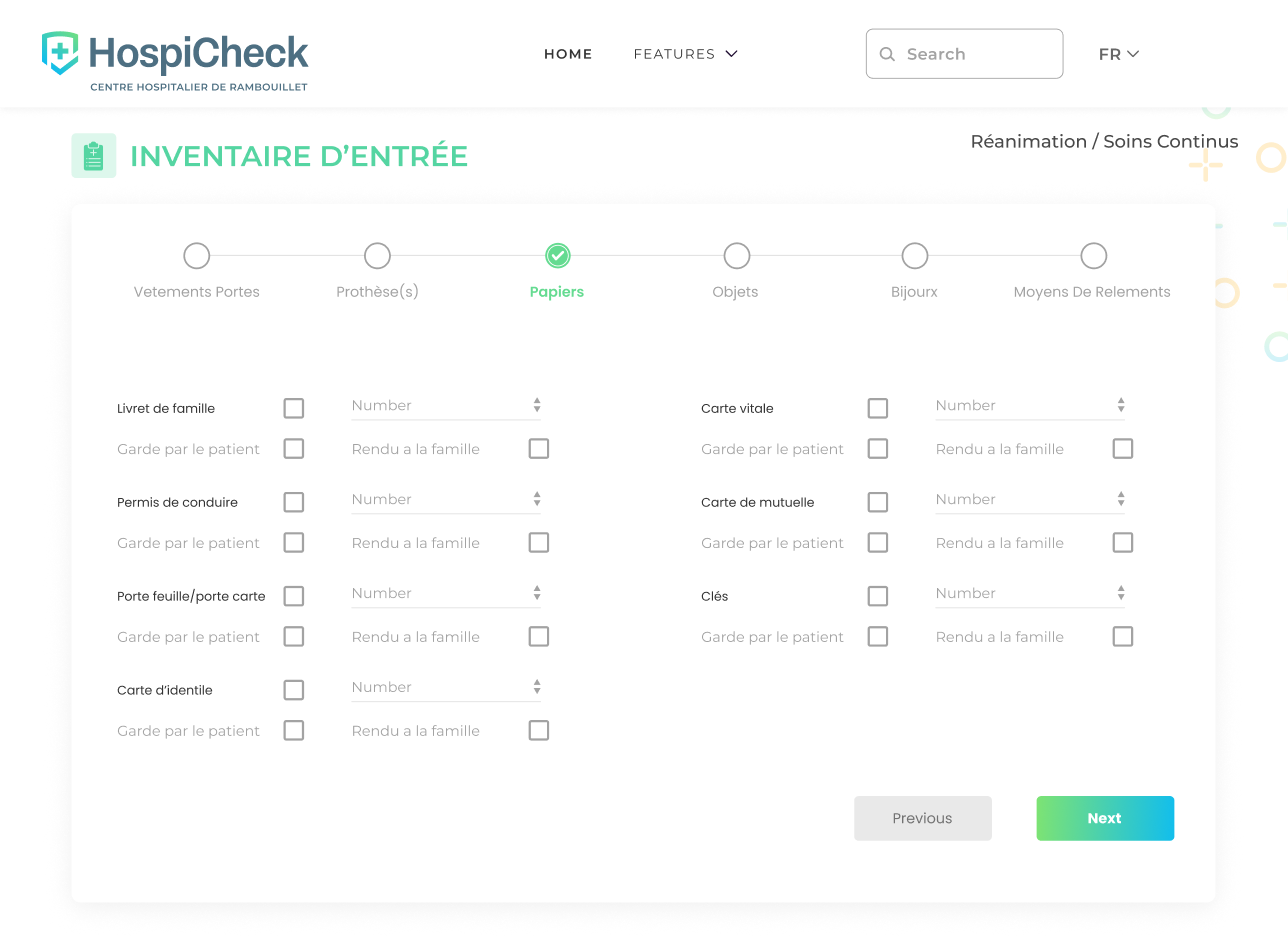 HospiCheck
CENTRE HOSPITALIER DE RAMBOUILLET
HOME
FEATURES
Search
FR
INVENTAIRE D’ENTRÉE
Réanimation / Soins Continus
Vetements Portes
Prothèse(s)
Papiers
Objets
Bijourx
Moyens De Relements
Livret de famille
Number
Garde par le patient
Rendu a la famille
Permis de conduire
Number
Garde par le patient
Rendu a la famille
Porte feuille/porte carte
Number
Garde par le patient
Rendu a la famille
Carte d’identile
Number
Garde par le patient
Rendu a la famille
Carte vitale
Number
Garde par le patient
Rendu a la famille
Carte de mutuelle
Number
Garde par le patient
Rendu a la famille
Clés
Number
Garde par le patient
Rendu a la famille
Previous
Next